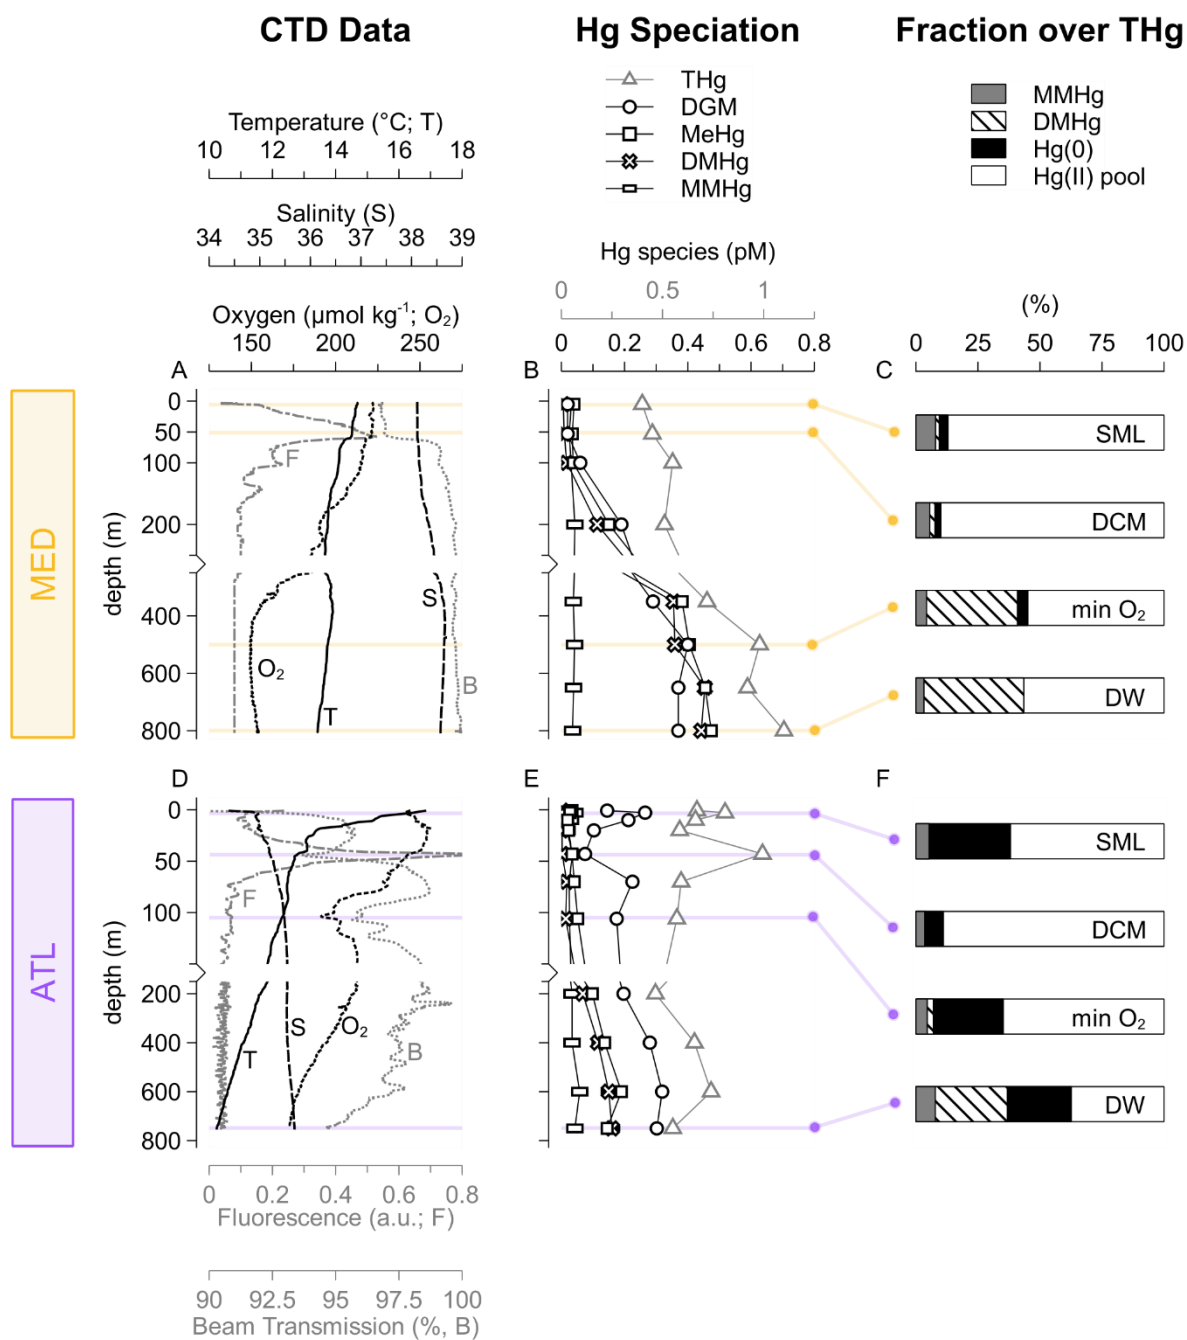 CTD Data
Hg Speciation
Fraction over THg
THg
DGM
MeHg
DMHg
MMHg
MMHg
DMHg
Hg(0)
Hg(II) pool
Temperature (°C; T)
10 12 14 16 18
Salinity (S)
34 35 36 37 38 39
Oxygen (µmol kg⁻¹; O₂)
150 200 250
Hg species (pM)
0 0.5 1
0 0.2 0.4 0.6 0.8
(%)
0 25 50 75 100
MED
A
depth (m)
0
50
100
200
400
600
800
F
S
O₂
T
B
B
C
SML
DCM
min O₂
DW
ATL
D
depth (m)
0
50
100
200
400
600
800
F
S
O₂
T
B
E
F
SML
DCM
min O₂
DW
0 0.2 0.4 0.6 0.8
Fluorescence (a.u.; F)
90 92.5 95 97.5 100
Beam Transmission (%, B)